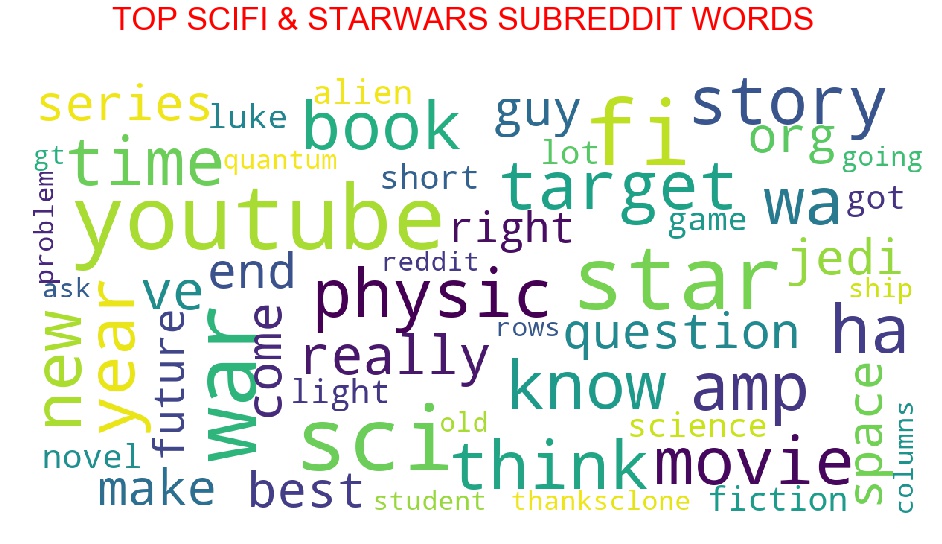 TOP SCIFI & STARWARS SUBREDDIT WORDS
series
luke
alien
book
guy
fi
story
org
going
gt
time
quantum
short
lot
target
game
wa
got
problem
youtube
right
reddit
star
jedi
ship
ask
ve
end
physic
rows
question
ha
new
year
future
war
come
really
light
know
amp
space
columns
sci
old
science
novel
think
movie
make
best
student
thanksclone
fiction